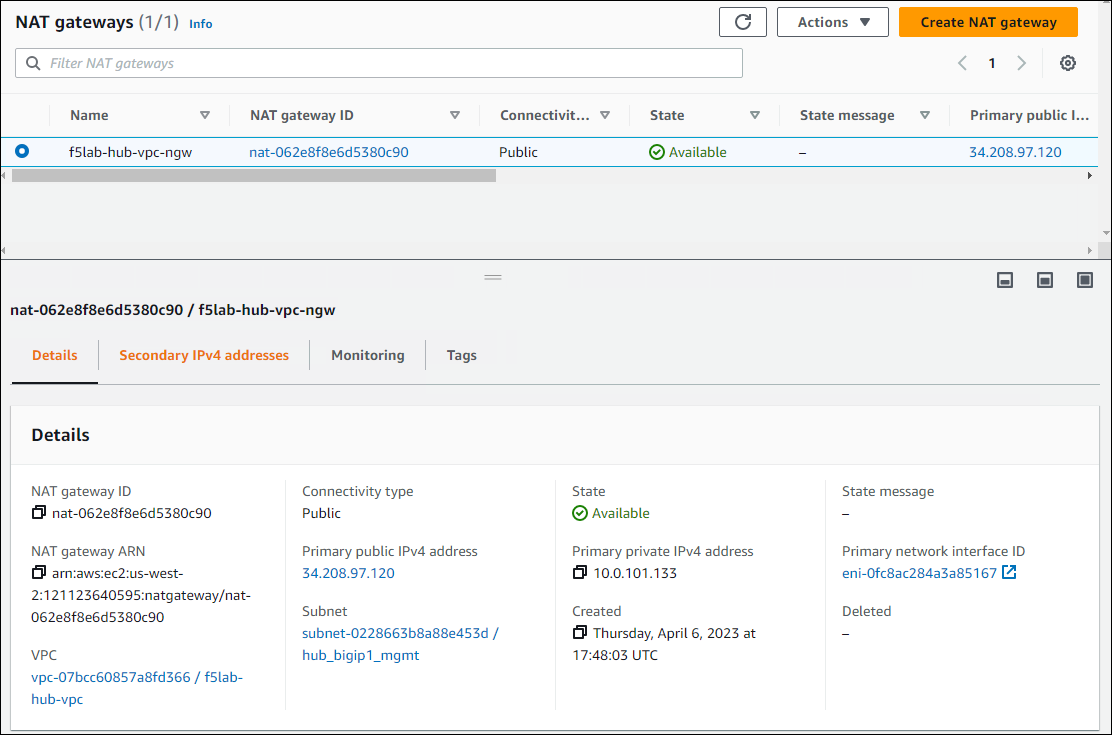 NAT gateways (1/1) Info
Actions
Create NAT gateway
Filter NAT gateways
1
Name NAT gateway ID Connectivit... State State message Primary public I...
f5lab-hub-vpc-ngw nat-062e8f8e6d5380c90 Public Available – 34.208.97.120
nat-062e8f8e6d5380c90 / f5lab-hub-vpc-ngw
Details Secondary IPv4 addresses Monitoring Tags
Details
NAT gateway ID
nat-062e8f8e6d5380c90
NAT gateway ARN
arn:aws:ec2:us-west-
2:121123640595:natgateway/nat-
062e8f8e6d5380c90
VPC
vpc-07bcc60857a8fd366 / f5lab-
hub-vpc
Connectivity type
Public
Primary public IPv4 address
34.208.97.120
Subnet
subnet-0228663b8a88e453d /
hub_bigip1_mgmt
State
Available
Primary private IPv4 address
10.0.101.133
Created
Thursday, April 6, 2023 at
17:48:03 UTC
State message
–
Primary network interface ID
eni-0fc8ac284a3a85167
Deleted
–